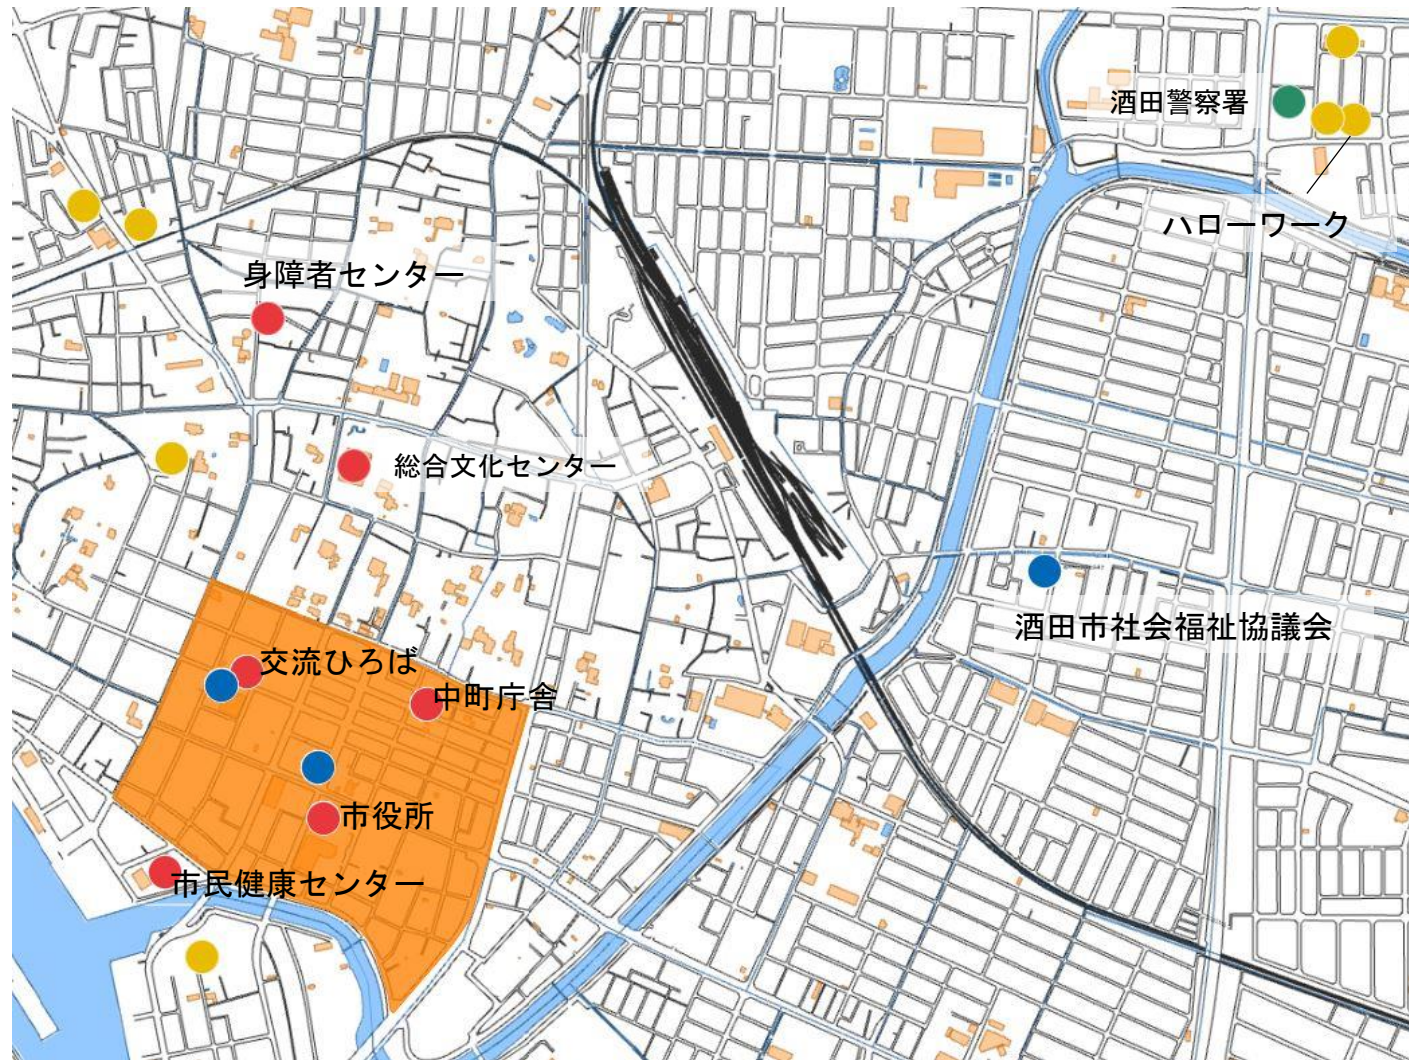 酒田警察署
ハローワーク
身障者センター
総合文化センター
酒田市社会福祉協議会
交流ひろば
中町庁舎
市役所
市民健康センター